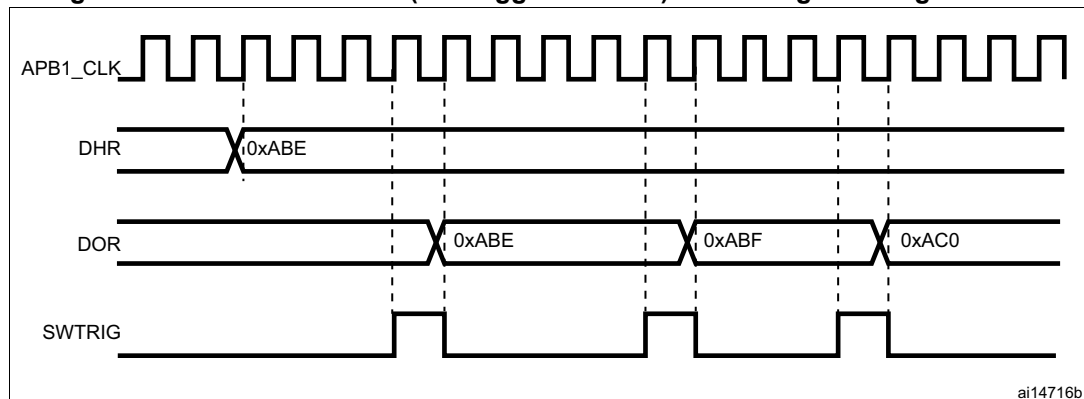 APB1_CLK
DHR
0xABE
DOR
0xABE
0xABF
0xAC0
SWTRIG
ai14716b